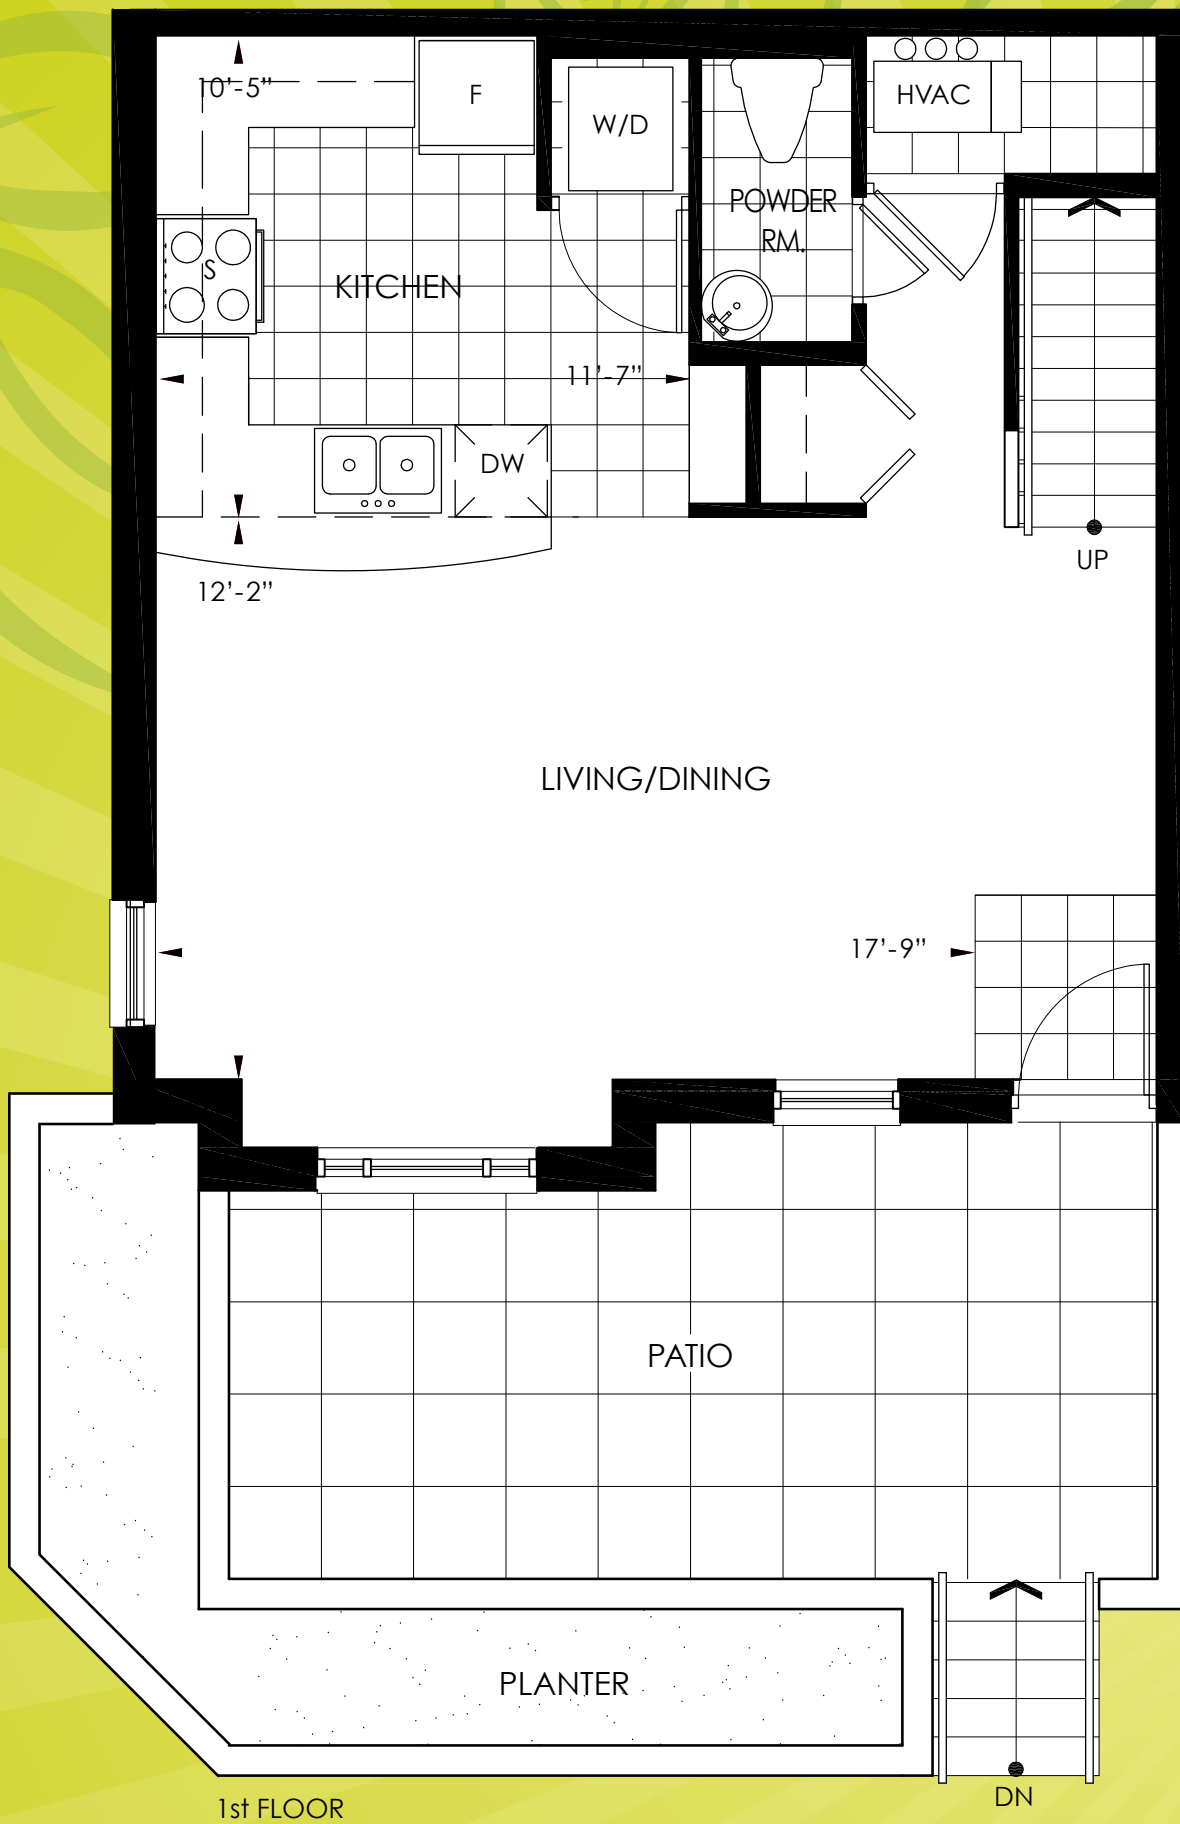 10'-5"
F
W/D
HVAC
POWDER
RM.
S
KITCHEN
11'-7"
DW
UP
12'-2"
LIVING/DINING
17'-9"
PATIO
PLANTER
DN
1st FLOOR